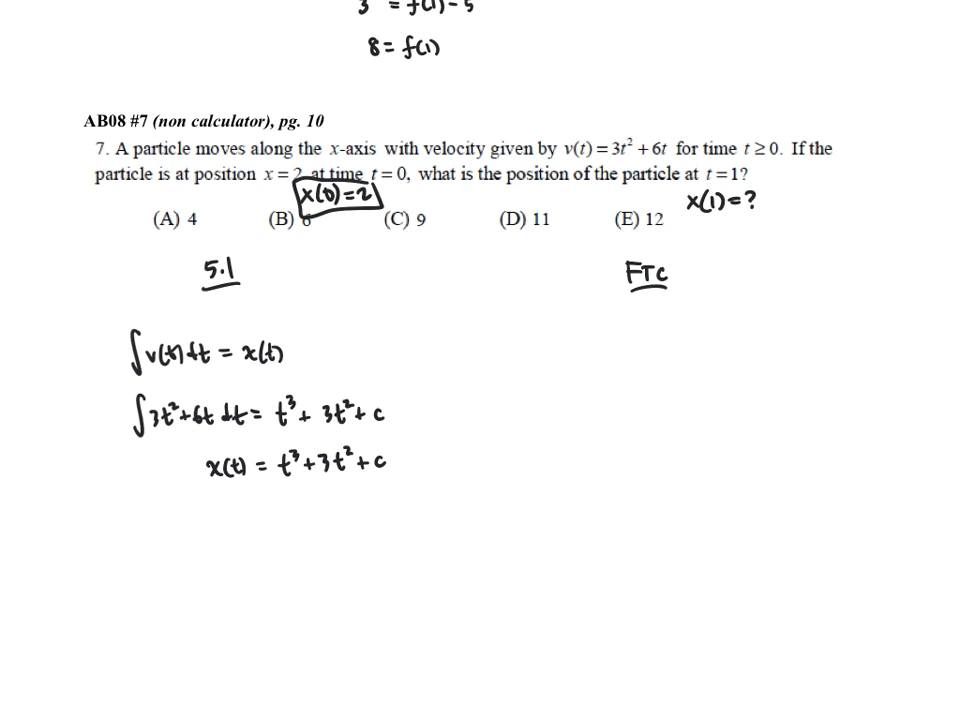 3 = f(1) - 5
8 = f(1)
AB08 #7 (non calculator), pg. 10
7. A particle moves along the x-axis with velocity given by v(t) = 3t² + 6t for time t ≥ 0. If the
particle is at position x = 2 at time t = 0, what is the position of the particle at t = 1?
x(0)=2 x(1)=?
(A) 4 (B) (C) 9 (D) 11 (E) 12
5.1 FTC
∫v(t) dt = x(t)
∫3t²+6t dt = t³ + 3t² + c
x(t) = t³+3t²+c